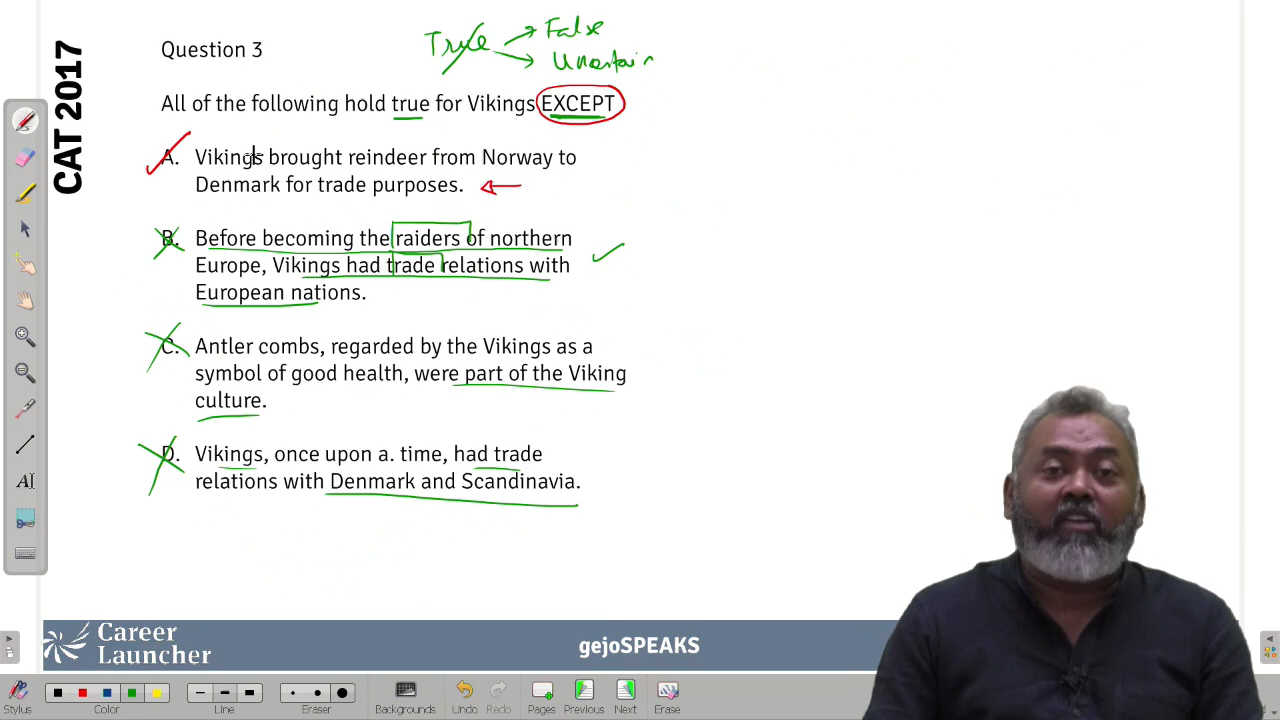 CAT 2017
Question 3
True
False
Uncertain
All of the following hold true for Vikings EXCEPT
A. Vikings brought reindeer from Norway to
Denmark for trade purposes.
B. Before becoming the raiders of northern
Europe, Vikings had trade relations with
European nations.
C. Antler combs, regarded by the Vikings as a
symbol of good health, were part of the Viking
culture.
D. Vikings, once upon a. time, had trade
relations with Denmark and Scandinavia.
Career
Launcher
gejoSPEAKS
Stylus
Color
Line
Eraser
Backgrounds
Undo
Redo
Pages
Previous
Next
Erase